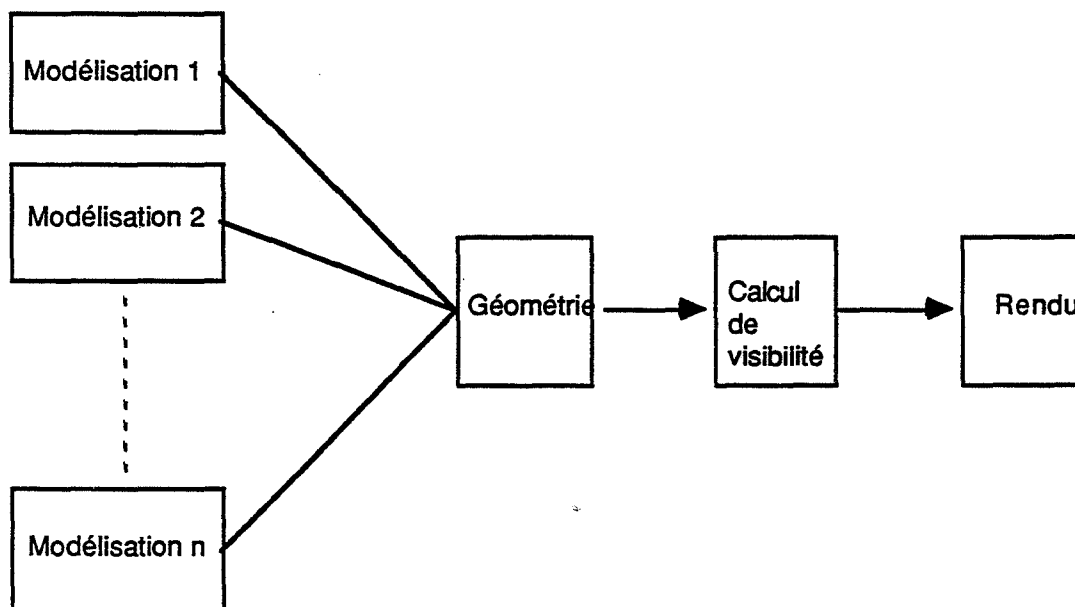 Modélisation 1
Modélisation 2
Géométrie
Calcul
de
visibilité
Rendu
Modélisation n